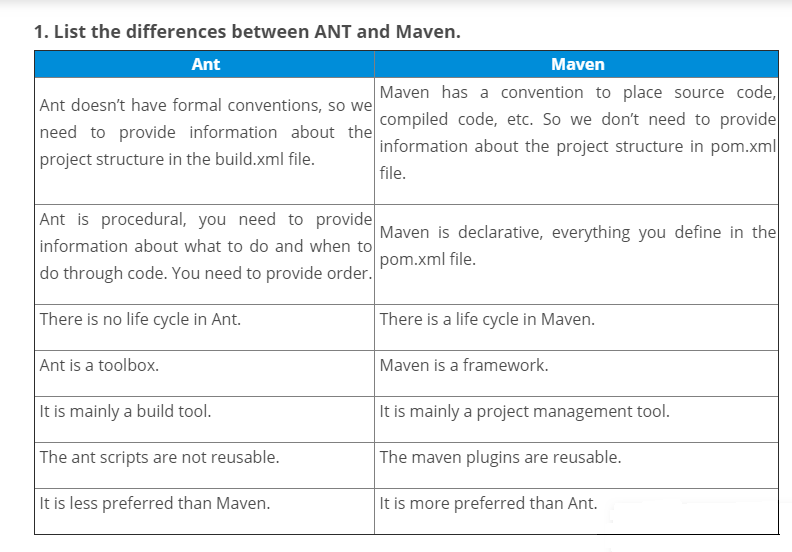 1. List the differences between ANT and Maven.
Ant
Maven
Ant doesn’t have formal conventions, so we
need to provide information about the
project structure in the build.xml file.
Maven has a convention to place source code,
compiled code, etc. So we don’t need to provide
information about the project structure in pom.xml
file.
Ant is procedural, you need to provide
information about what to do and when to
do through code. You need to provide order.
Maven is declarative, everything you define in the
pom.xml file.
There is no life cycle in Ant.
There is a life cycle in Maven.
Ant is a toolbox.
Maven is a framework.
It is mainly a build tool.
It is mainly a project management tool.
The ant scripts are not reusable.
The maven plugins are reusable.
It is less preferred than Maven.
It is more preferred than Ant.